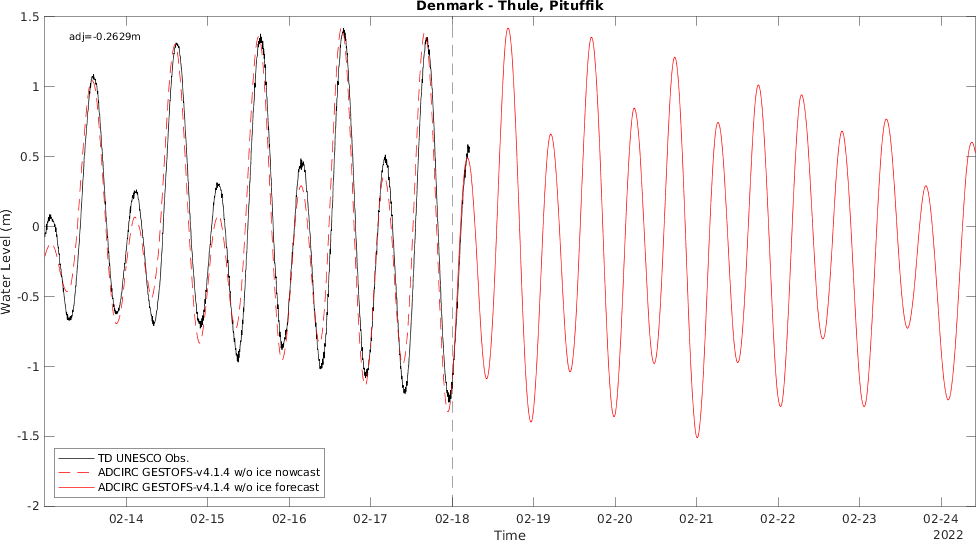 Denmark - Thule, Pituffik
adj=-0.2629m
Water Level (m)
1.5
1
0.5
0
-0.5
-1
-1.5
-2
TD UNESCO Obs.
ADCIRC GESTOFS-v4.1.4 w/o ice nowcast
ADCIRC GESTOFS-v4.1.4 w/o ice forecast
02-14 02-15 02-16 02-17 02-18 02-19 02-20 02-21 02-22 02-23 02-24
Time
2022